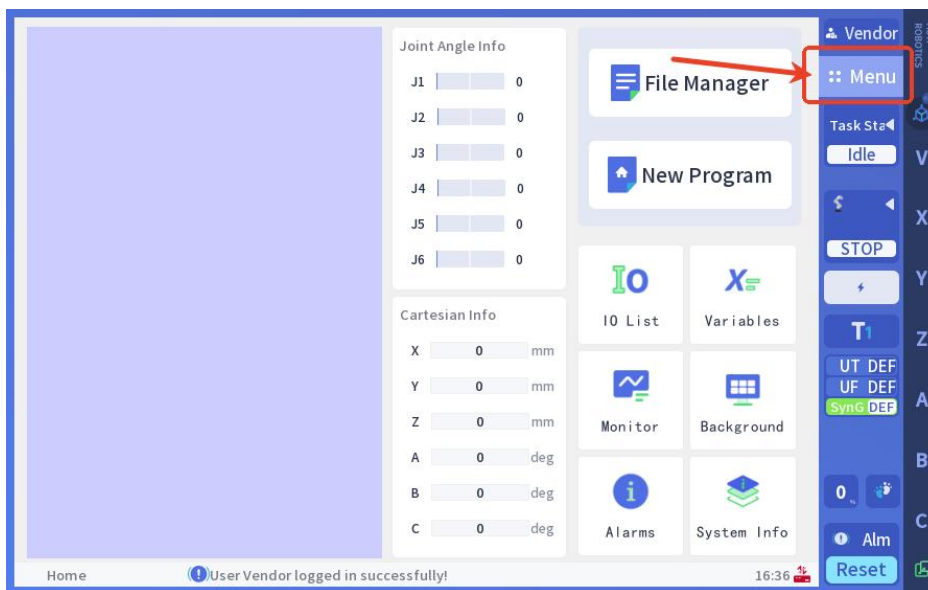 Joint Angle Info
J1 0
J2 0
J3 0
J4 0
J5 0
J6 0
Cartesian Info
X 0 mm
Y 0 mm
Z 0 mm
A 0 deg
B 0 deg
C 0 deg
File Manager
New Program
IO
IO List
X=
Variables
Monitor
Background
Alarms
System Info
Vendor
Menu
Task Sta
Idle
STOP
T1
UT DEF
UF DEF
SynG DEF
0 %
Alm
Reset
ROBOTICS
V
X
Y
Z
A
B
C
Home
User Vendor logged in successfully!
16:36